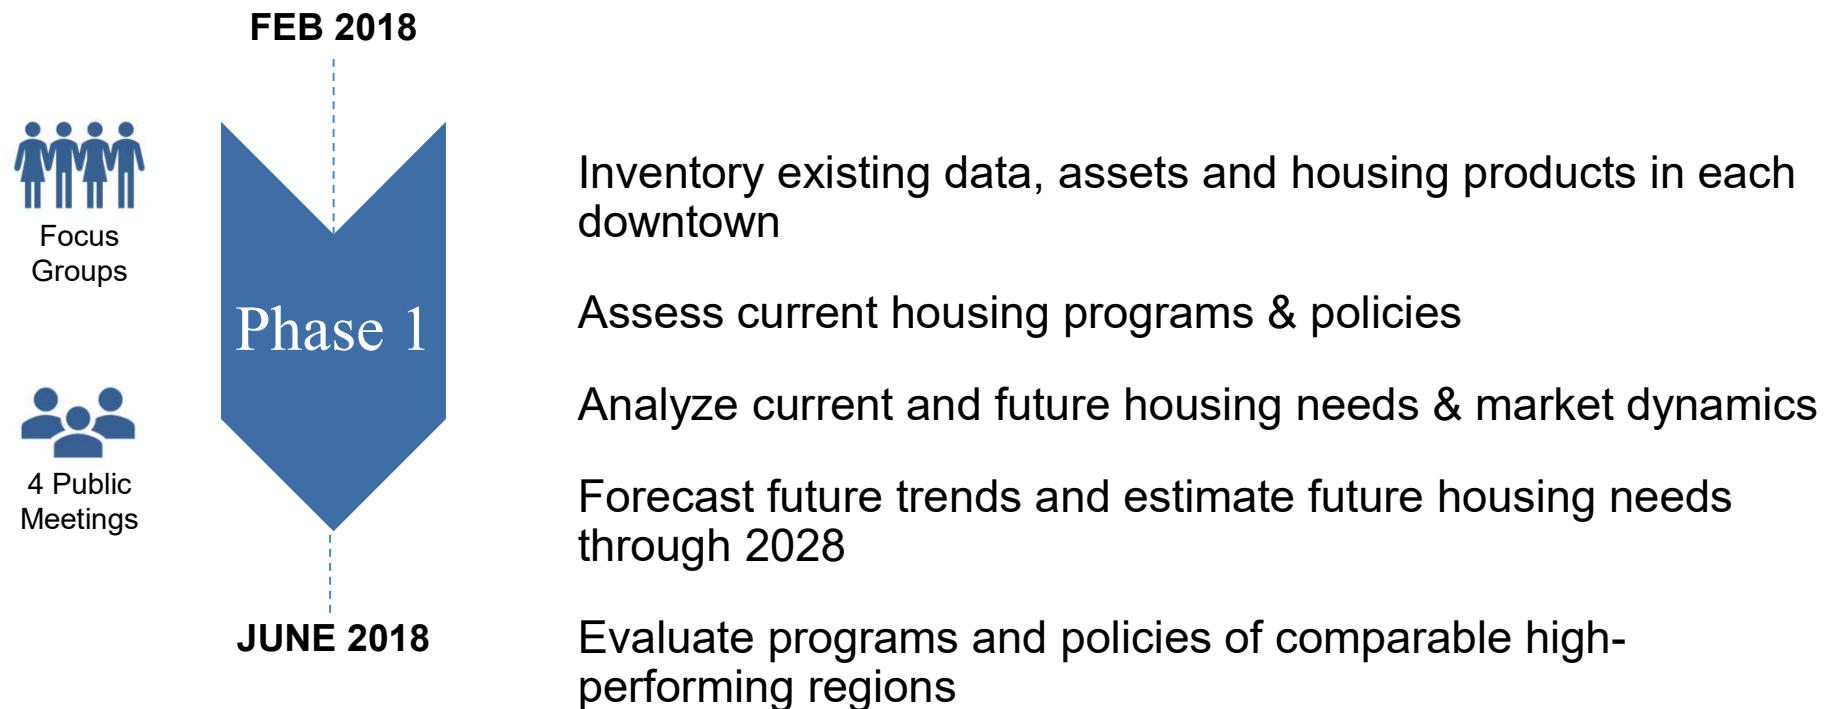 FEB 2018
Focus
Groups
Phase 1
4 Public
Meetings
JUNE 2018
Inventory existing data, assets and housing products in each
downtown
Assess current housing programs & policies
Analyze current and future housing needs & market dynamics
Forecast future trends and estimate future housing needs
through 2028
Evaluate programs and policies of comparable high-
performing regions